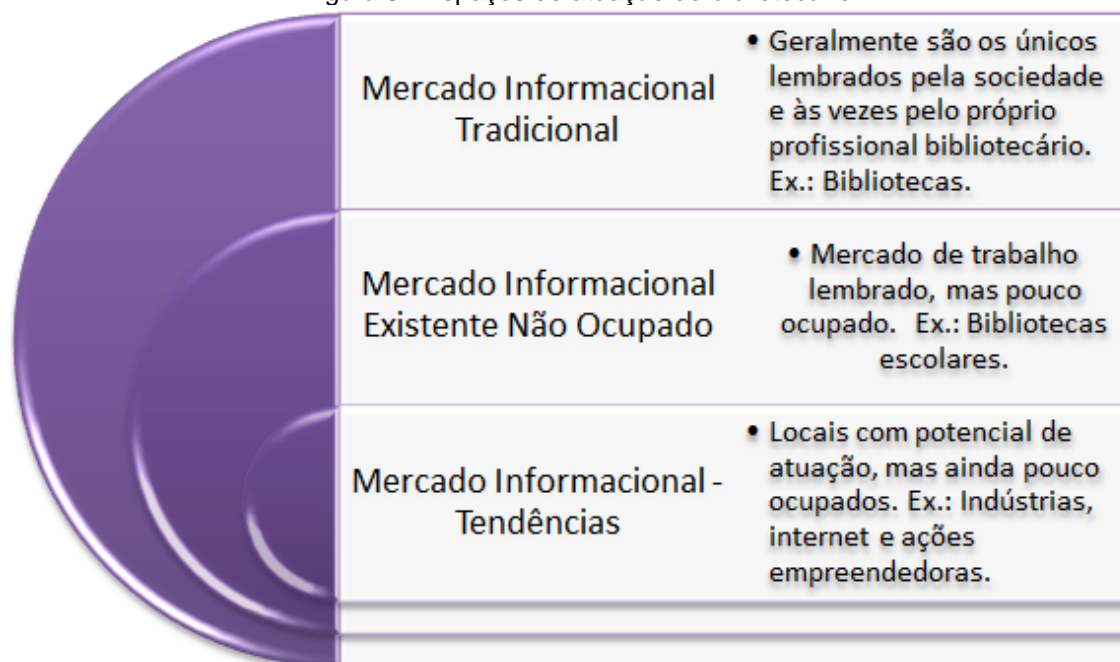 Mercado Informacional
Tradicional
• Geralmente são os únicos
lembrados pela sociedade
e às vezes pelo próprio
profissional bibliotecário.
Ex.: Bibliotecas.
Mercado Informacional
Existente Não Ocupado
• Mercado de trabalho
lembrado, mas pouco
ocupado. Ex.: Bibliotecas
escolares.
Mercado Informacional -
Tendências
• Locais com potencial de
atuação, mas ainda pouco
ocupados. Ex.: Indústrias,
internet e ações
empreendedoras.